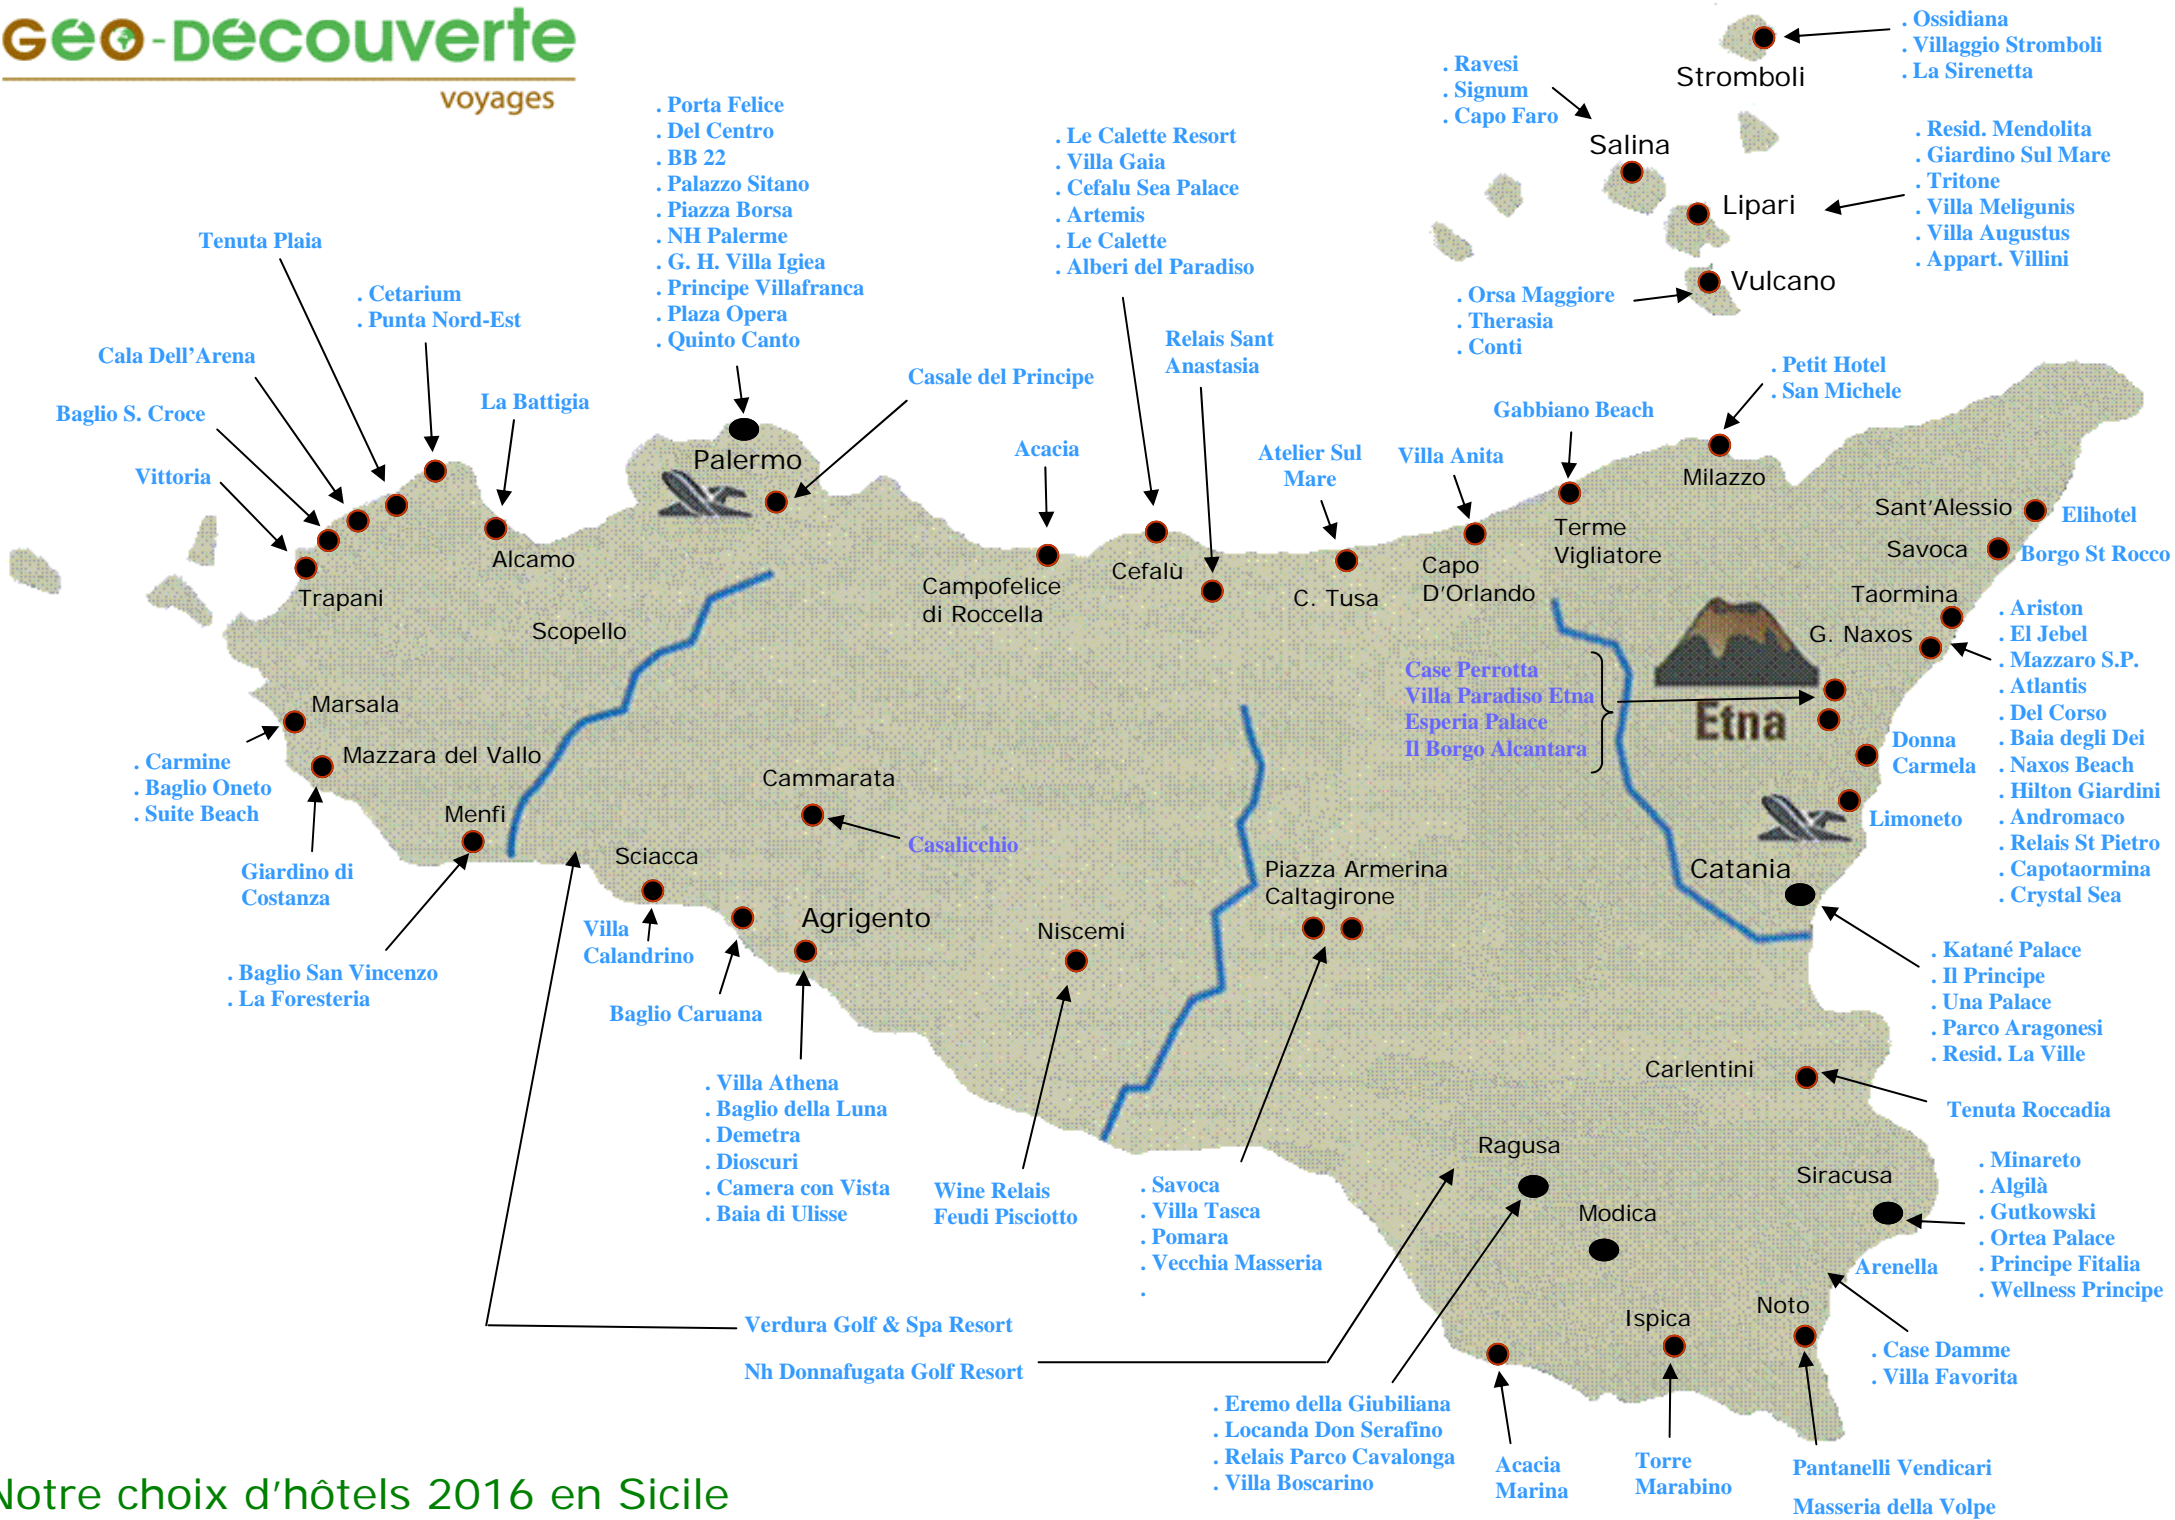 Géo-Découverte
voyages
. Ossidiana
. Villaggio Stromboli
. La Sirenetta
Stromboli
. Ravesi
. Signum
. Capo Faro
Salina
. Resid. Mendolita
. Giardino Sul Mare
. Tritone
. Villa Meligunis
. Villa Augustus
. Appart. Villini
Lipari
Vulcano
. Orsa Maggiore
. Therasia
. Conti
. Porta Felice
. Del Centro
. BB 22
. Palazzo Sitano
. Piazza Borsa
. NH Palerme
. G. H. Villa Igiea
. Principe Villafranca
. Plaza Opera
. Quinto Canto
. Le Calette Resort
. Villa Gaia
. Cefalu Sea Palace
. Artemis
. Le Calette
. Alberi del Paradiso
Tenuta Plaia
. Cetarium
. Punta Nord-Est
Cala Dell'Arena
Baglio S. Croce
Vittoria
La Battigia
Casale del Principe
Relais Sant
Anastasia
Acacia
Atelier Sul
Mare
Villa Anita
Gabbiano Beach
. Petit Hotel
. San Michele
Palermo
Milazzo
Sant'Alessio
Elihotel
Savoca
Borgo St Rocco
Taormina
G. Naxos
. Ariston
. El Jebel
. Mazzaro S.P.
. Atlantis
. Del Corso
. Baia degli Dei
. Naxos Beach
. Hilton Giardini
. Andromaco
. Relais St Pietro
. Capotaormina
. Crystal Sea
Trapani
Alcamo
Scopello
Campofelice
di Roccella
Cefalù
C. Tusa
Capo
D'Orlando
Terme
Vigliatore
Case Perrotta
Villa Paradiso Etna
Esperia Palace
Il Borgo Alcantara
Etna
Donna
Carmela
Limoneto
Catania
. Katané Palace
. Il Principe
. Una Palace
. Parco Aragonesi
. Resid. La Ville
Marsala
. Carmine
. Baglio Oneto
. Suite Beach
Mazzara del Vallo
Giardino di
Costanza
Menfi
. Baglio San Vincenzo
. La Foresteria
Cammarata
Casalicchio
Sciacca
Villa
Calandrino
Baglio Caruana
Agrigento
. Villa Athena
. Baglio della Luna
. Demetra
. Dioscuri
. Camera con Vista
. Baia di Ulisse
Niscemi
Wine Relais
Feudi Pisciotto
Piazza Armerina
Caltagirone
. Savoca
. Villa Tasca
. Pomara
. Vecchia Masseria
.
Carlentini
Tenuta Roccadia
Ragusa
Modica
Siracusa
. Minareto
. Algilà
. Gutkowski
. Ortea Palace
. Principe Fitalia
. Wellness Principe
Arenella
Ispica
Noto
. Case Damme
. Villa Favorita
Verdura Golf & Spa Resort
Nh Donnafugata Golf Resort
. Eremo della Giubiliana
. Locanda Don Serafino
. Relais Parco Cavalonga
. Villa Boscarino
Acacia
Marina
Torre
Marabino
Pantanelli Vendicari
Masseria della Volpe
Notre choix d'hôtels 2016 en Sicile